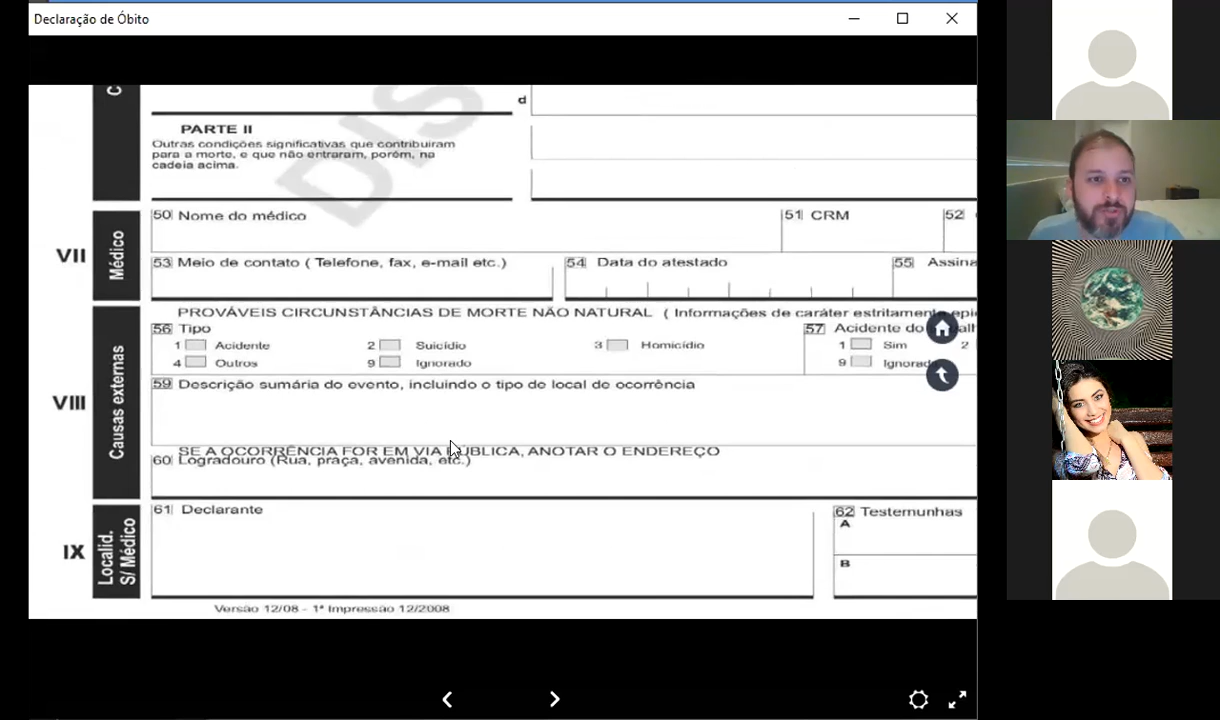 Declaração de Óbito
C
d
DIS
PARTE II
Outras condições significativas que contribuíram
para a morte, e que não entraram, porém, na
cadeia acima.
VII
Médico
50 Nome do médico
51 CRM
52
53 Meio de contato ( Telefone, fax, e-mail etc.)
54 Data do atestado
55 Assina
VIII
Causas externas
PROVÁVEIS CIRCUNSTÂNCIAS DE MORTE NÃO NATURAL ( Informações de caráter estritamente epi
56 Tipo
1 Acidente 2 Suicídio 3 Homicídio
4 Outros 9 Ignorado
57 Acidente do
1 Sim 2
9 Ignorad
59 Descrição sumária do evento, incluindo o tipo de local de ocorrência
SE A OCORRÊNCIA FOR EM VIA PÚBLICA, ANOTAR O ENDEREÇO
60 Logradouro (Rua, praça, avenida, etc.)
IX
Localid.
S/ Médico
61 Declarante
62 Testemunhas
A
B
Versão 12/08 - 1ª Impressão 12/2008